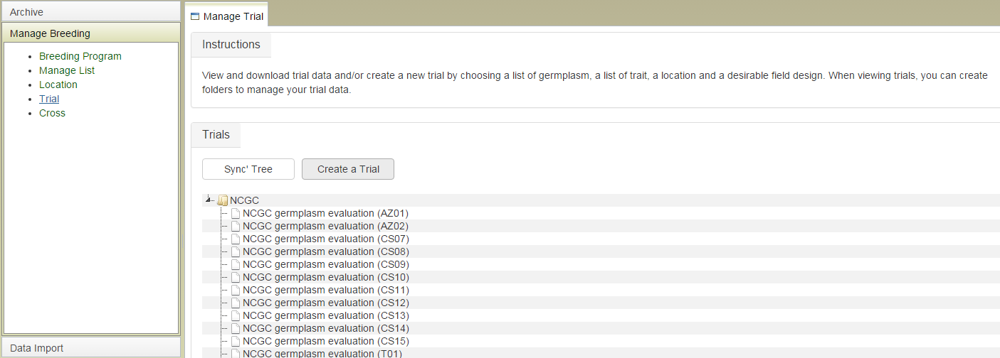 Archive
Manage Breeding
Breeding Program
Manage List
Location
Trial
Cross
Data Import
Manage Trial
Instructions
View and download trial data and/or create a new trial by choosing a list of germplasm, a list of trait, a location and a desirable field design. When viewing trials, you can create
folders to manage your trial data.
Trials
Sync' Tree Create a Trial
NCGC
NCGC germplasm evaluation (AZ01)
NCGC germplasm evaluation (AZ02)
NCGC germplasm evaluation (CS07)
NCGC germplasm evaluation (CS08)
NCGC germplasm evaluation (CS09)
NCGC germplasm evaluation (CS10)
NCGC germplasm evaluation (CS11)
NCGC germplasm evaluation (CS12)
NCGC germplasm evaluation (CS13)
NCGC germplasm evaluation (CS14)
NCGC germplasm evaluation (CS15)
NCGC germplasm evaluation (T01)